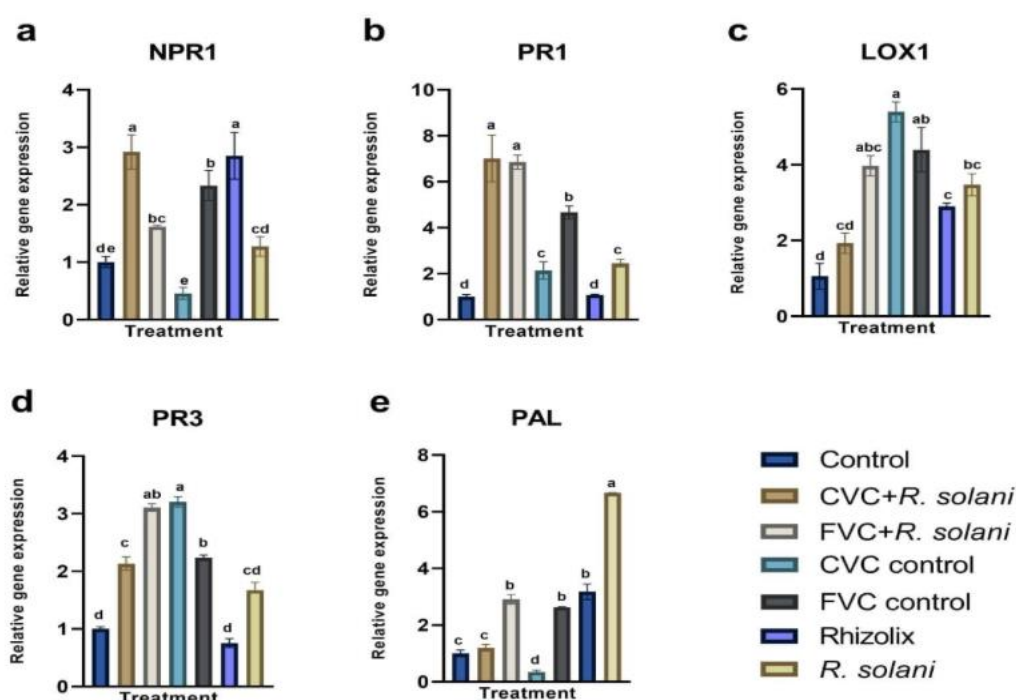 a
NPR1
Relative gene expression
4
3
2
1
0
de
a
bc
e
b
a
cd
Treatment
b
PR1
Relative gene expression
10
8
6
4
2
0
d
a
a
c
b
d
c
Treatment
c
LOX1
Relative gene expression
6
4
2
0
d
cd
abc
a
ab
c
bc
Treatment
d
PR3
Relative gene expression
4
3
2
1
0
d
c
ab
a
b
d
cd
Treatment
e
PAL
Relative gene expression
8
6
4
2
0
c
c
b
d
b
b
a
Treatment
Control
CVC+R. solani
FVC+R. solani
CVC control
FVC control
Rhizolix
R. solani